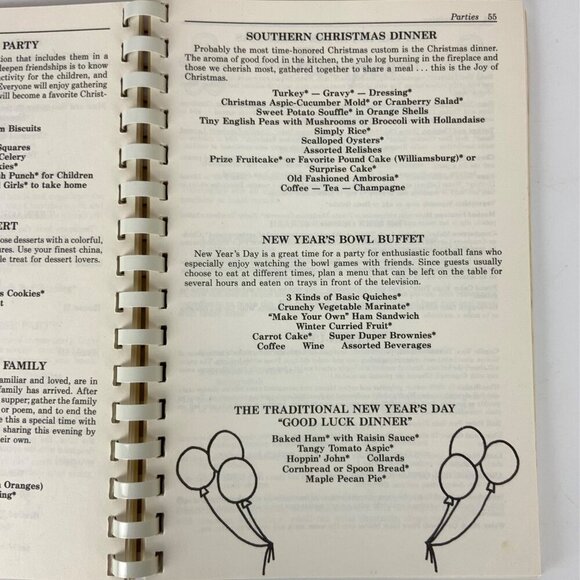 PARTY
tion that includes them in a
deepen friendships is to know
activity for the children, and
Everyone will enjoy gathering
will become a favorite Christ-
Biscuits
Squares
Celery
Punch* for Children
Girls* to take home
ose desserts with a colorful,
ures. Use your finest china,
le treat for dessert lovers.
Cookies*
FAMILY
amiliar and loved, are in
family has arrived. After
supper; gather the family
or poem, and to end the
this a special time with
sharing this evening by
heir own.
Oranges)
Parties 55
SOUTHERN CHRISTMAS DINNER
Probably the most time-honored Christmas custom is the Christmas dinner.
The aroma of good food in the kitchen, the yule log burning in the fireplace and
those we cherish most, gathered together to share a meal . . . this is the Joy of
Christmas.
Turkey* — Gravy* — Dressing*
Christmas Aspic-Cucumber Mold* or Cranberry Salad*
Sweet Potato Souffle* in Orange Shells
Tiny English Peas with Mushrooms or Broccoli with Hollandaise
Simply Rice*
Scalloped Oysters*
Assorted Relishes
Prize Fruitcake* or Favorite Pound Cake (Williamsburg)* or
Surprise Cake*
Old Fashioned Ambrosia*
Coffee — Tea — Champagne
NEW YEAR'S BOWL BUFFET
New Year's Day is a great time for a party for enthusiastic football fans who
especially enjoy watching the bowl games with friends. Since guests usually
choose to eat at different times, plan a menu that can be left on the table for
several hours and eaten on trays in front of the television.
3 Kinds of Basic Quiches*
Crunchy Vegetable Marinate*
"Make Your Own" Ham Sandwich
Winter Curried Fruit*
Carrot Cake* Super Duper Brownies*
Coffee Wine Assorted Beverages
THE TRADITIONAL NEW YEAR'S DAY
"GOOD LUCK DINNER"
Baked Ham* with Raisin Sauce*
Tangy Tomato Aspic*
Hoppin' John* Collards
Cornbread or Spoon Bread*
Maple Pecan Pie*